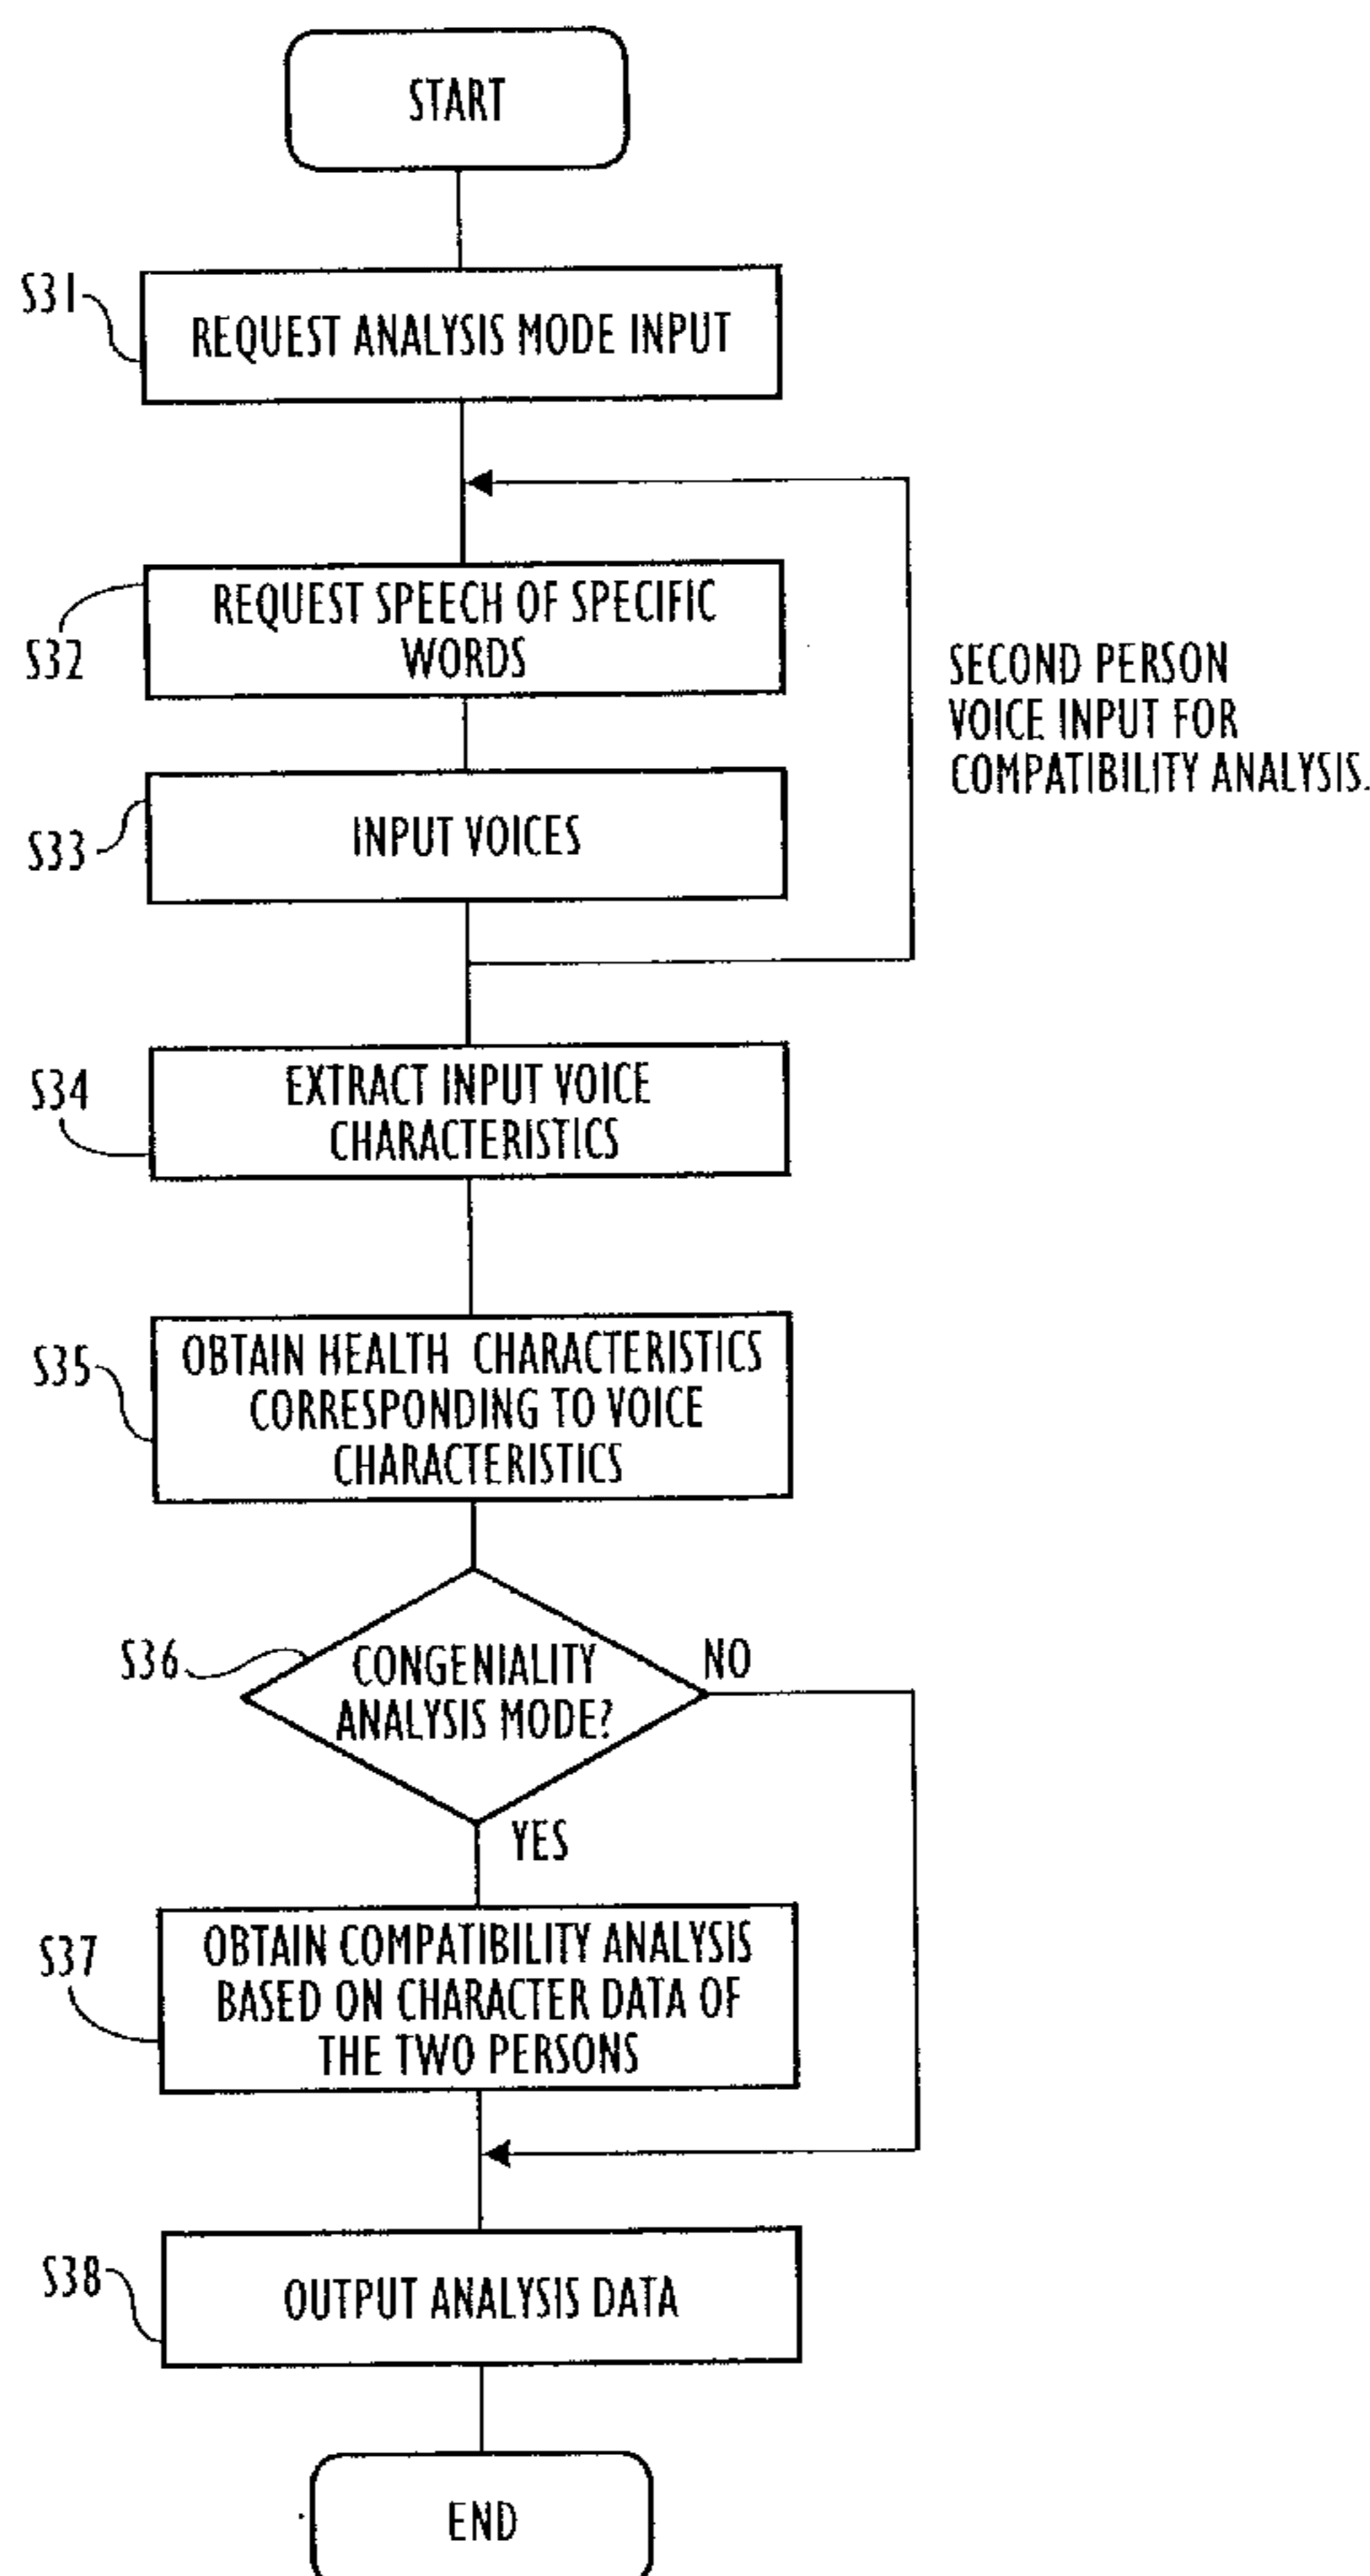 START
S31
REQUEST ANALYSIS MODE INPUT
S32
REQUEST SPEECH OF SPECIFIC
WORDS
SECOND PERSON
VOICE INPUT FOR
COMPATIBILITY ANALYSIS.
S33
INPUT VOICES
S34
EXTRACT INPUT VOICE
CHARACTERISTICS
S35
OBTAIN HEALTH CHARACTERISTICS
CORRESPONDING TO VOICE
CHARACTERISTICS
S36
CONGENIALITY
ANALYSIS MODE?
NO
YES
S37
OBTAIN COMPATIBILITY ANALYSIS
BASED ON CHARACTER DATA OF
THE TWO PERSONS
S38
OUTPUT ANALYSIS DATA
END